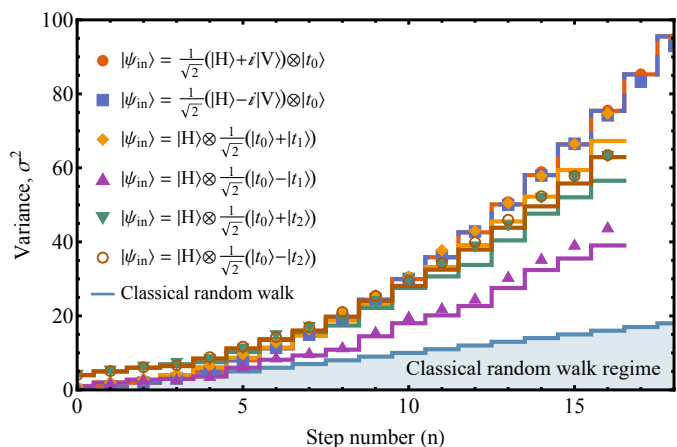 100
80
60
40
20
0
Variance, σ²
|ψin⟩ = 1/√2 (|H⟩+i|V⟩)⊗|t0⟩
|ψin⟩ = 1/√2 (|H⟩−i|V⟩)⊗|t0⟩
|ψin⟩ = |H⟩⊗ 1/√2 (|t0⟩+|t1⟩)
|ψin⟩ = |H⟩⊗ 1/√2 (|t0⟩−|t1⟩)
|ψin⟩ = |H⟩⊗ 1/√2 (|t0⟩+|t2⟩)
|ψin⟩ = |H⟩⊗ 1/√2 (|t0⟩−|t2⟩)
Classical random walk
Classical random walk regime
0 5 10 15
Step number (n)